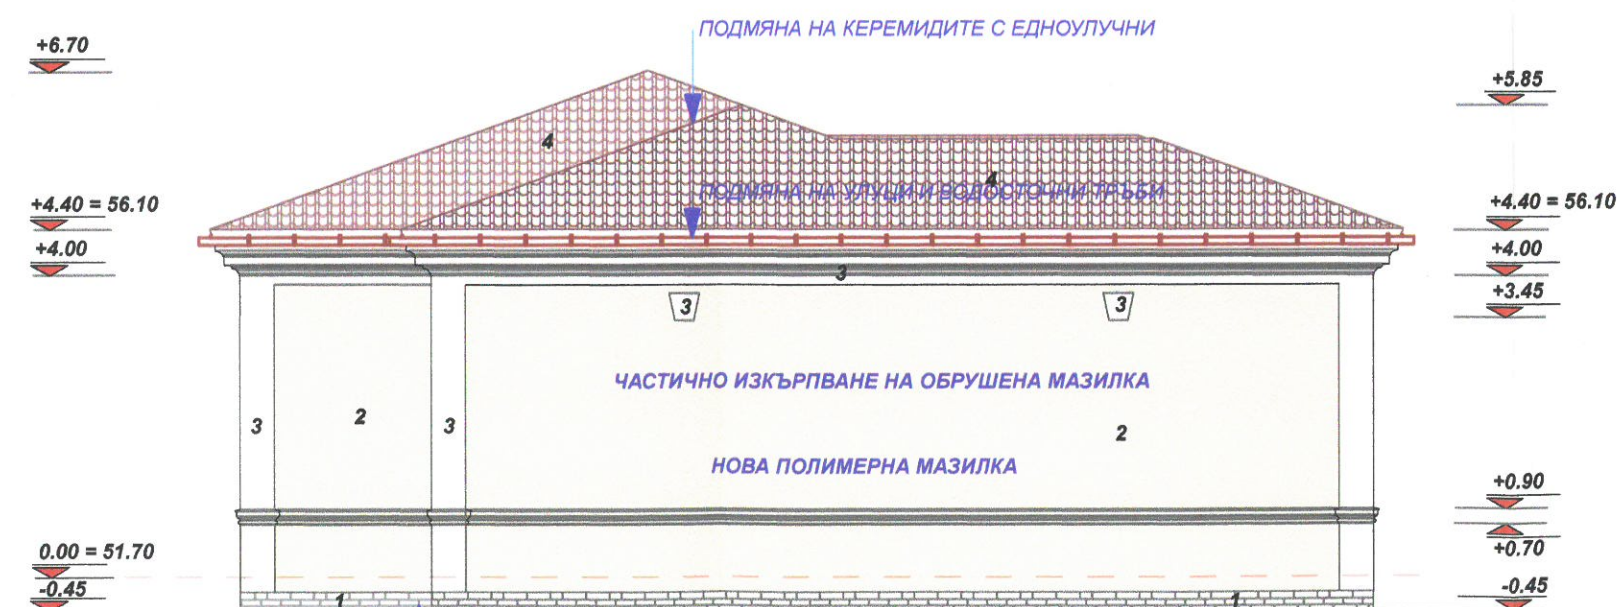 ПОДМЯНА НА КЕРЕМИДИТЕ С ЕДНОУЛУЧНИ
+6.70
+5.85
4
4
ПОДМЯНА НА УЛУЦИ И ВОДОСТОЧНИ ТРЪБИ
+4.40 = 56.10
+4.40 = 56.10
+4.00
+4.00
3
3
3
+3.45
ЧАСТИЧНО ИЗКЪРПВАНЕ НА ОБРУШЕНА МАЗИЛКА
3
2
3
2
НОВА ПОЛИМЕРНА МАЗИЛКА
+0.90
0.00 = 51.70
+0.70
-0.45
-0.45
1
1